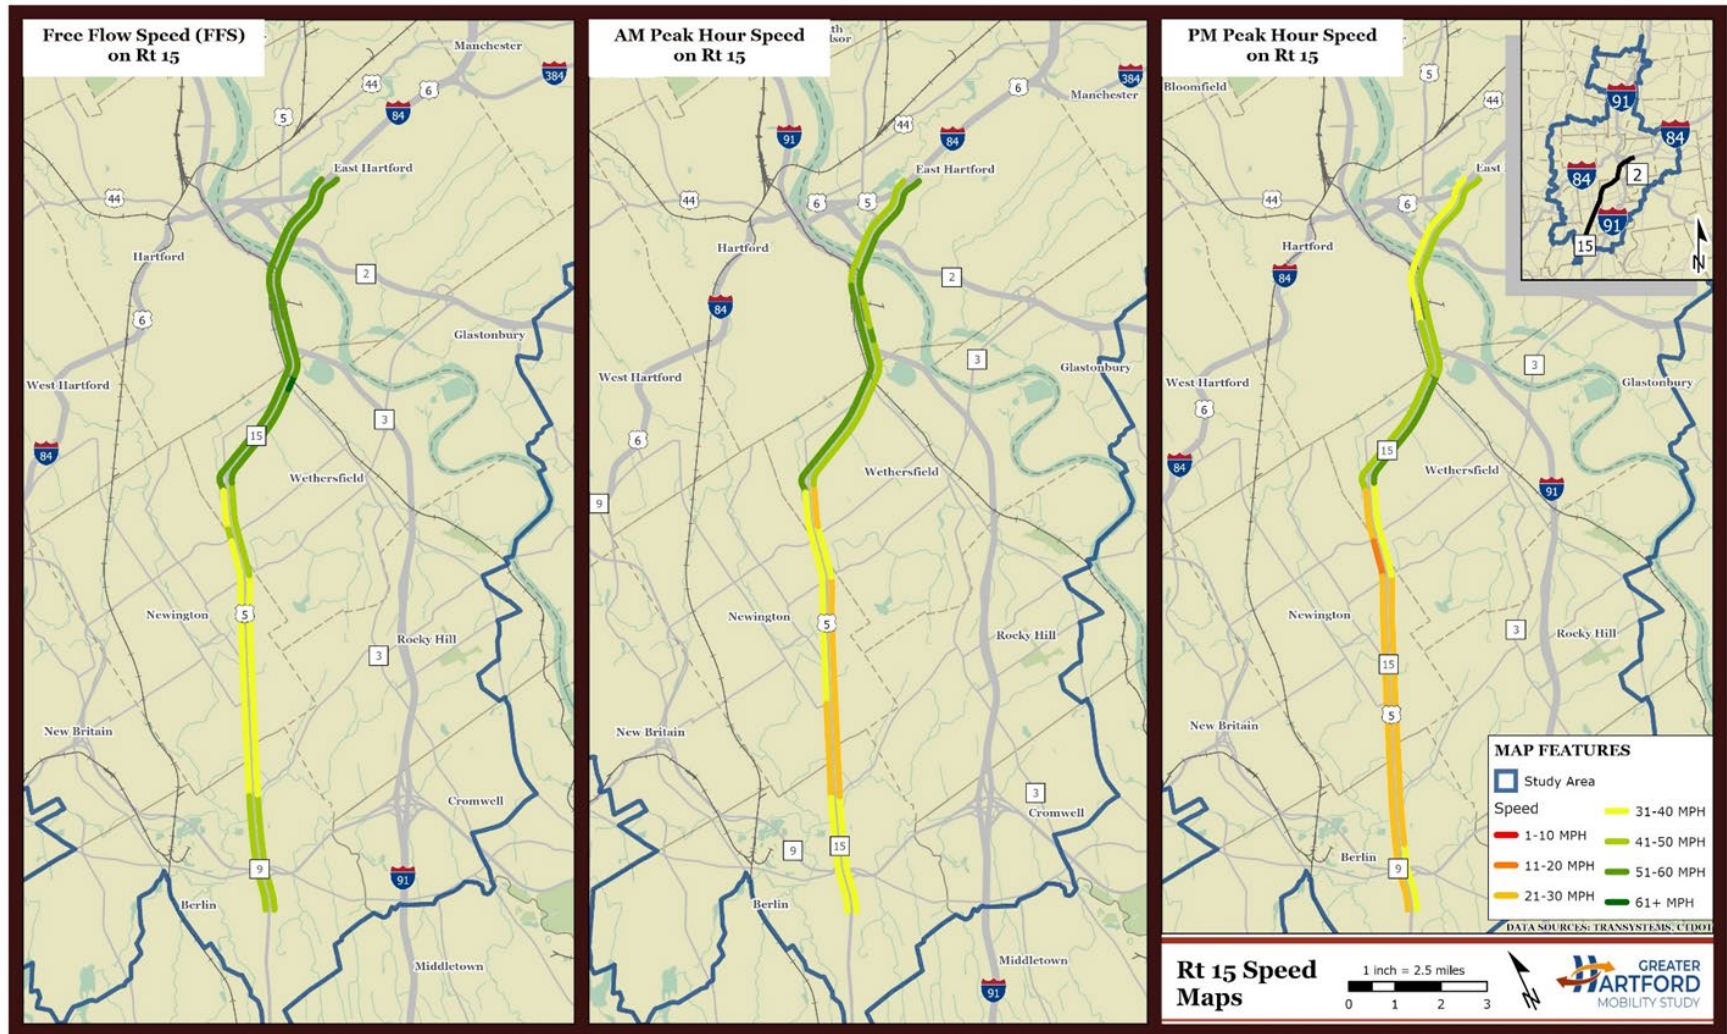 Free Flow Speed (FFS)
on Rt 15
Manchester
384
44
6
84
5
East Hartford
44
Hartford
2
6
Glastonbury
West Hartford
3
15
84
Wethersfield
Newington
5
Rocky Hill
3
New Britain
Cromwell
9
91
Berlin
Middletown
AM Peak Hour Speed
on Rt 15
384
6
Manchester
91
44
84
East Hartford
44
6
5
Hartford
2
84
3
Glastonbury
West Hartford
6
Wethersfield
9
Newington
5
Rocky Hill
New Britain
3
Cromwell
9
15
Berlin
Middletown
91
PM Peak Hour Speed
on Rt 15
5
Bloomfield
44
East
44
6
Hartford
84
3
West Hartford
Glastonbury
6
15
84
Wethersfield
91
Newington
3
Rocky Hill
15
5
New Britain
Berlin
9
91
84
84
2
91
15
N
MAP FEATURES
Study Area
Speed
1-10 MPH
11-20 MPH
21-30 MPH
31-40 MPH
41-50 MPH
51-60 MPH
61+ MPH
DATA SOURCES: TRANSYSTEMS, CTDOT
Rt 15 Speed
Maps
1 inch = 2.5 miles
0 1 2 3
N
GREATER
HARTFORD
MOBILITY STUDY